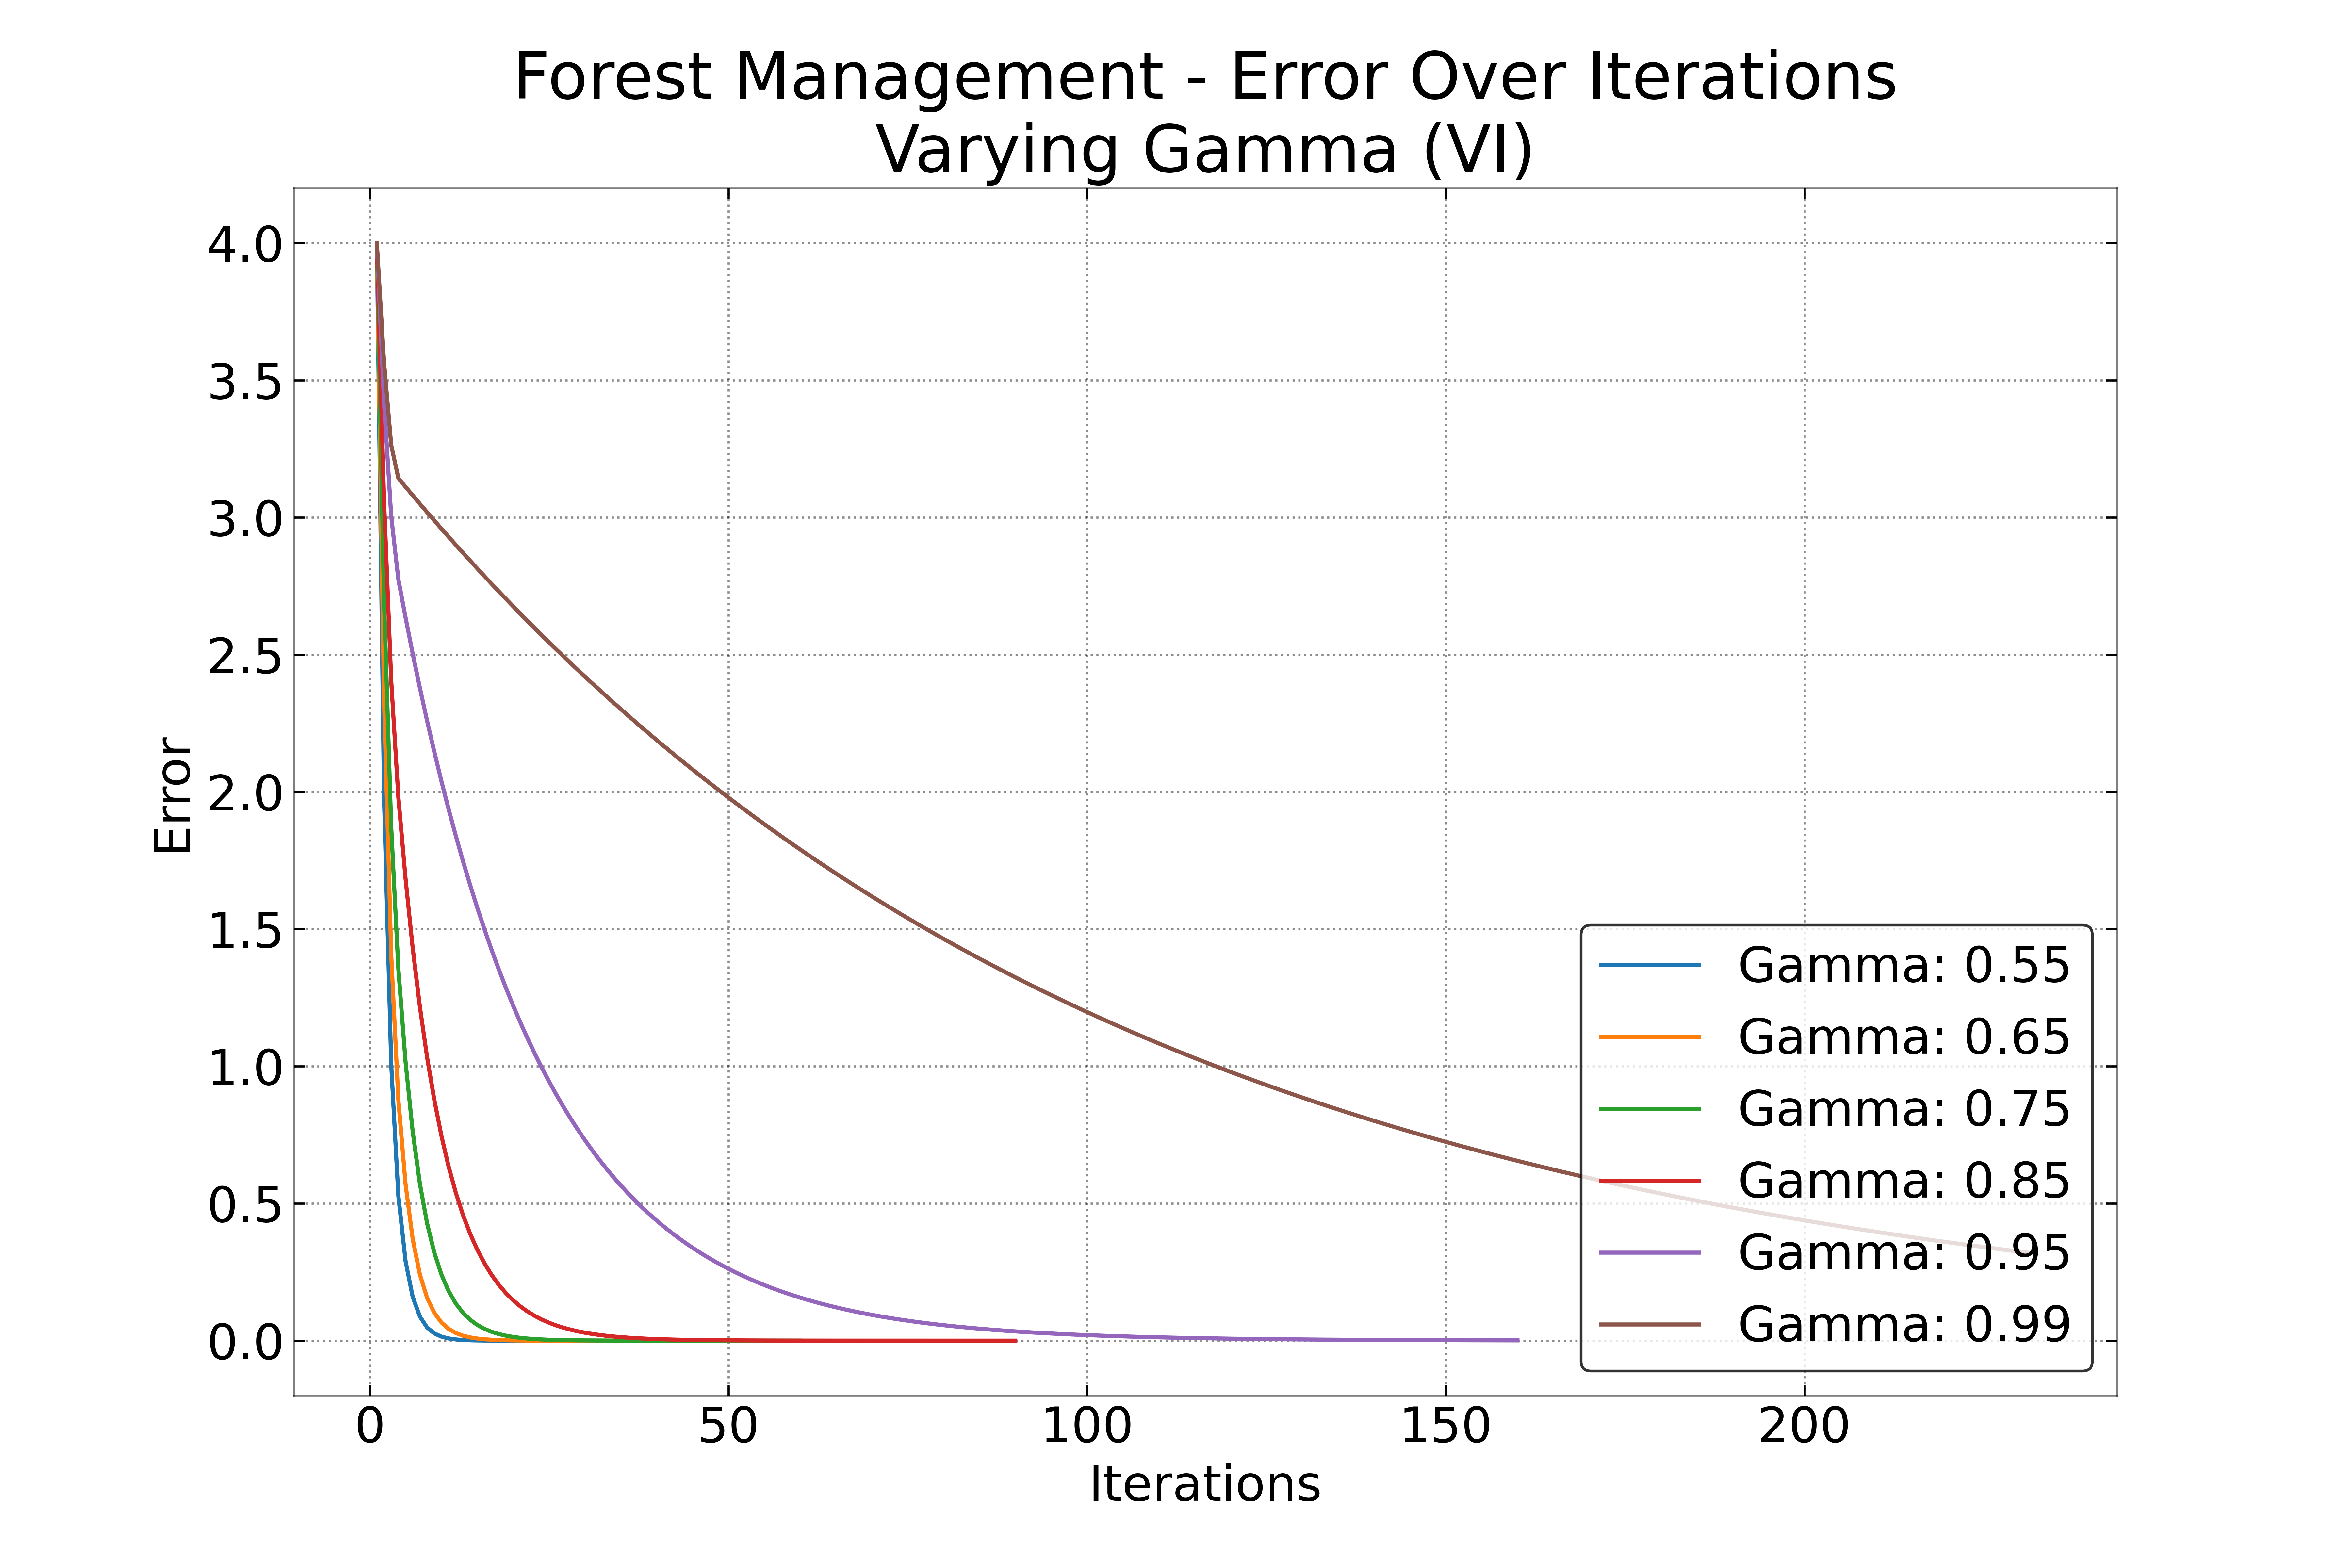 Forest Management - Error Over Iterations
Varying Gamma (VI)
4.0
3.5
3.0
2.5
2.0
1.5
1.0
0.5
0.0
Error
0 50 100 150 200
Iterations
Gamma: 0.55
Gamma: 0.65
Gamma: 0.75
Gamma: 0.85
Gamma: 0.95
Gamma: 0.99